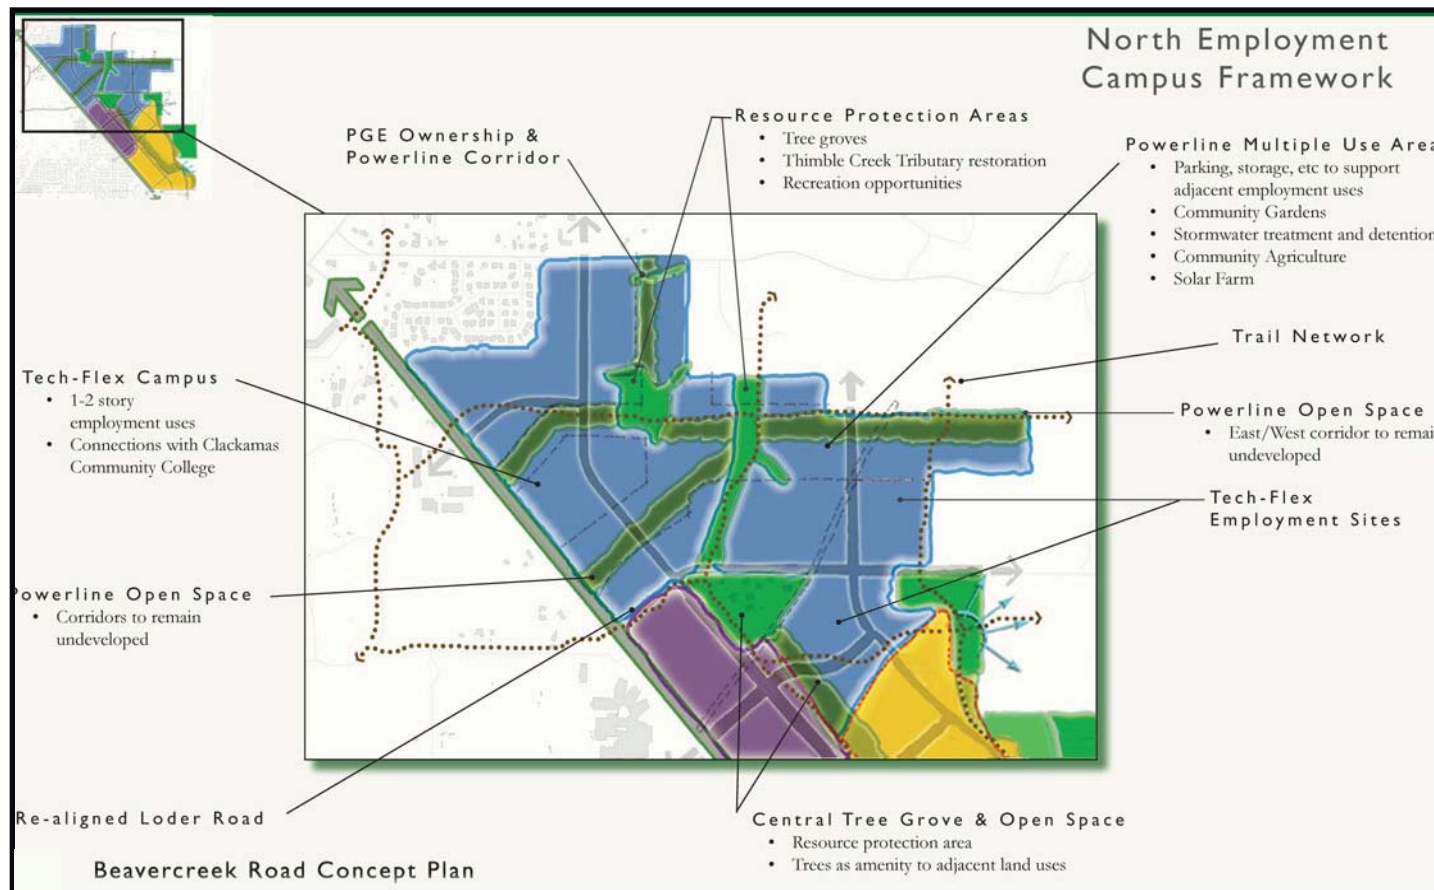 North Employment
Campus Framework
PGE Ownership &
Powerline Corridor
Resource Protection Areas
• Tree groves
• Thimble Creek Tributary restoration
• Recreation opportunities
Powerline Multiple Use Area
• Parking, storage, etc to support
adjacent employment uses
• Community Gardens
• Stormwater treatment and detention
• Community Agriculture
• Solar Farm
Trail Network
Tech-Flex Campus
• 1-2 story
employment uses
• Connections with Clackamas
Community College
Powerline Open Space
• East/West corridor to remai
undeveloped
Tech-Flex
Employment Sites
Powerline Open Space
• Corridors to remain
undeveloped
Re-aligned Loder Road
Central Tree Grove & Open Space
• Resource protection area
• Trees as amenity to adjacent land uses
Beavercreek Road Concept Plan